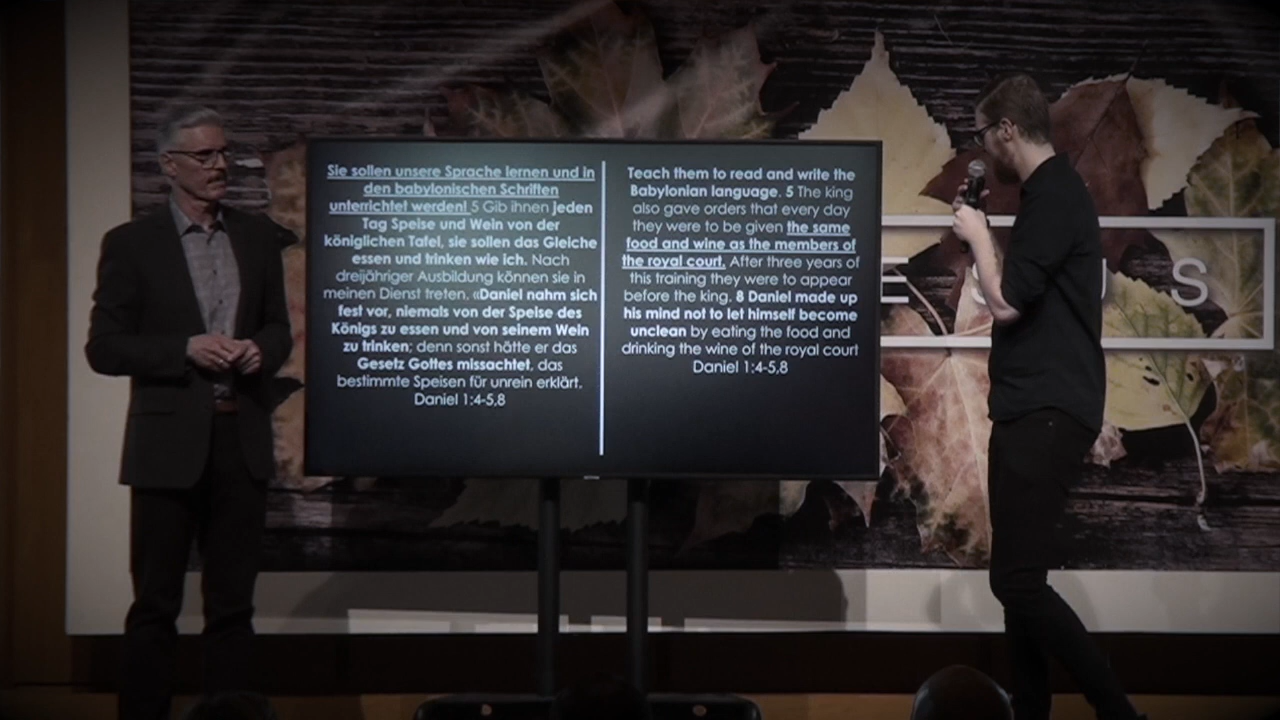 Sie sollen unsere Sprache lernen und in
den babylonischen Schriften
unterrichtet werden! 5 Gib ihnen jeden
Tag Speise und Wein von der
königlichen Tafel, sie sollen das Gleiche
essen und trinken wie ich. Nach
dreijähriger Ausbildung können sie in
meinen Dienst treten. «Daniel nahm sich
fest vor, niemals von der Speise des
Königs zu essen und von seinem Wein
zu trinken; denn sonst hätte er das
Gesetz Gottes missachtet, das
bestimmte Speisen für unrein erklärt.
Daniel 1:4-5,8
Teach them to read and write the
Babylonian language. 5 The king
also gave orders that every day
they were to be given the same
food and wine as the members of
the royal court. After three years of
this training they were to appear
before the king. 8 Daniel made up
his mind not to let himself become
unclean by eating the food and
drinking the wine of the royal court
Daniel 1:4-5,8